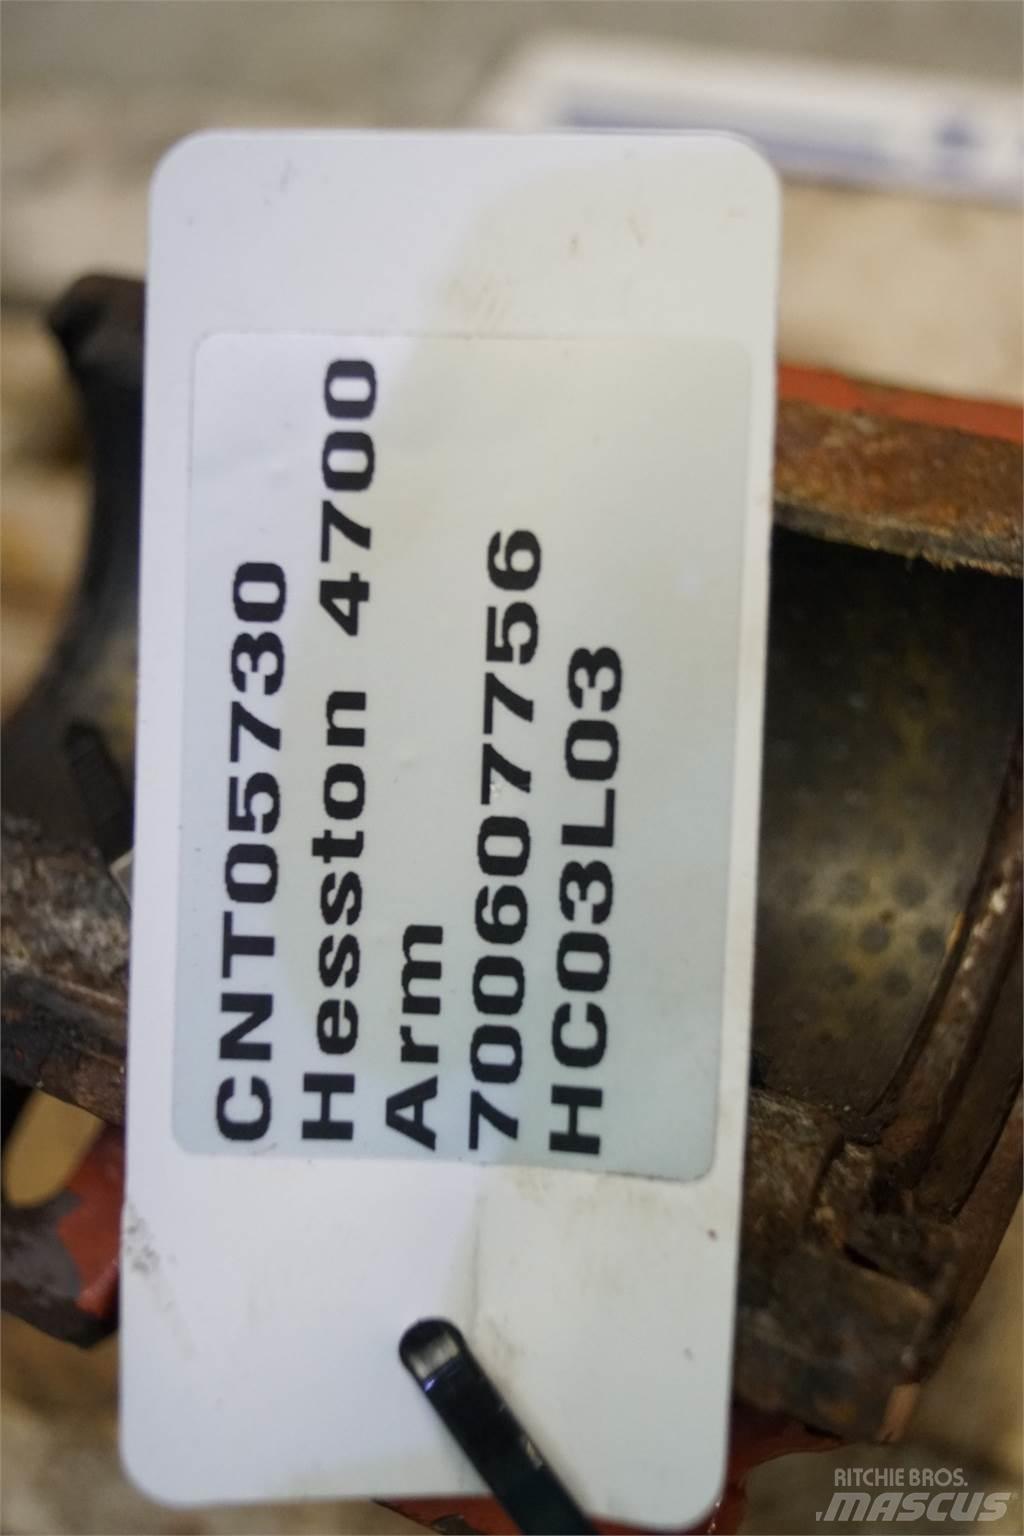 CNT05730
Hesston 4700
Arm
700607756
HC03L03
RITCHIE BROS.
MASCUS